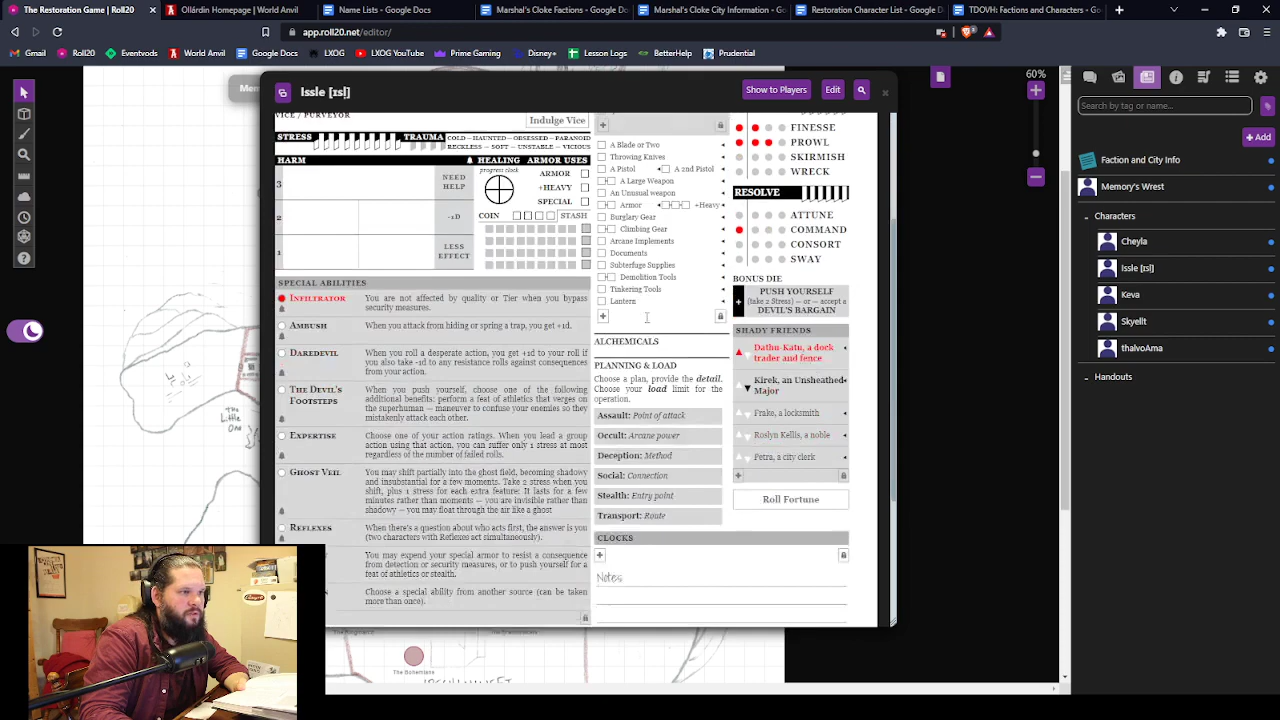 The Restoration Game | Roll20
Ollárdin Homepage | World Anvil
Name Lists - Google Docs
Marshal's Cloke Factions - Google Do
Marshal's Cloke City Information - G
Restoration Character List - Google D
TDOVH: Factions and Characters - Go
app.roll20.net/editor/
Gmail
Roll20
Eventvods
World Anvil
Google Docs
LXOG
LXOG YouTube
Prime Gaming
Disney+
Lesson Logs
BetterHelp
Prudential
Issle [ɪsl̩]
Show to Players
Edit
60%
VICE / PURVEYOR
Indulge Vice
STRESS
TRAUMA
COLD — HAUNTED — OBSESSED — PARANOID
RECKLESS — SOFT — UNSTABLE — VICIOUS
HARM
HEALING
ARMOR USES
3
NEED
HELP
2
-1D
1
LESS
EFFECT
progress clock
ARMOR
+HEAVY
SPECIAL
COIN
STASH
SPECIAL ABILITIES
INFILTRATOR
You are not affected by quality or Tier when you bypass
security measures.
AMBUSH
When you attack from hiding or spring a trap, you get +1d.
DAREDEVIL
When you roll a desperate action, you get +1d to your roll if
you also take -1d to any resistance rolls against consequences
from your action.
THE DEVIL'S
FOOTSTEPS
When you push yourself, choose one of the following
additional benefits: perform a feat of athletics that verges on
the superhuman — maneuver to confuse your enemies so they
mistakenly attack each other.
EXPERTISE
Choose one of your action ratings. When you lead a group
action using that action, you can suffer only 1 stress at most
regardless of the number of failed rolls.
GHOST VEIL
You may shift partially into the ghost field, becoming shadowy
and insubstantial for a few moments. Take 2 stress when you
shift, plus 1 stress for each extra feature: It lasts for a few
minutes rather than moments — you are invisible rather than
shadowy — you may float through the air like a ghost
REFLEXES
When there's a question about who acts first, the answer is you
(two characters with Reflexes act simultaneously).
You may expend your special armor to resist a consequence
from detection or security measures, or to push yourself for a
feat of athletics or stealth.
Choose a special ability from another source (can be taken
more than once).
A Blade or Two
Throwing Knives
A Pistol
A 2nd Pistol
A Large Weapon
An Unusual weapon
Armor
+Heavy
Burglary Gear
Climbing Gear
Arcane Implements
Documents
Subterfuge Supplies
Demolition Tools
Tinkering Tools
Lantern
ALCHEMICALS
PLANNING & LOAD
Choose a plan, provide the detail.
Choose your load limit for the
operation.
Assault: Point of attack
Occult: Arcane power
Deception: Method
Social: Connection
Stealth: Entry point
Transport: Route
CLOCKS
Notes
FINESSE
PROWL
SKIRMISH
WRECK
RESOLVE
ATTUNE
COMMAND
CONSORT
SWAY
BONUS DIE
PUSH YOURSELF
(take 2 Stress) — or — accept a
DEVIL'S BARGAIN
SHADY FRIENDS
Dathu-Katu, a dock
trader and fence
Kirek, an Unsheathed
Major
Frake, a locksmith
Roslyn Kellis, a noble
Petra, a city clerk
Roll Fortune
Search by tag or name...
Add
Faction and City Info
Memory's Wrest
Characters
Cheyla
Issle [ɪsl̩]
Keva
Skyellt
thalvoAma
Handouts
The
Little
One
The Bohemians